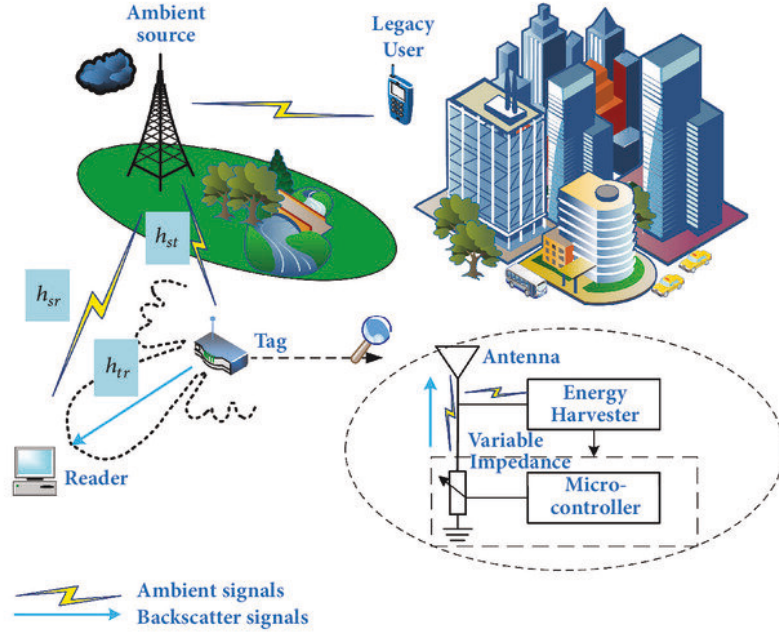 Ambient
source
Legacy
User
h_st
h_sr
h_tr
Tag
Reader
Antenna
Energy
Harvester
Variable
Impedance
Micro-
controller
Ambient signals
Backscatter signals